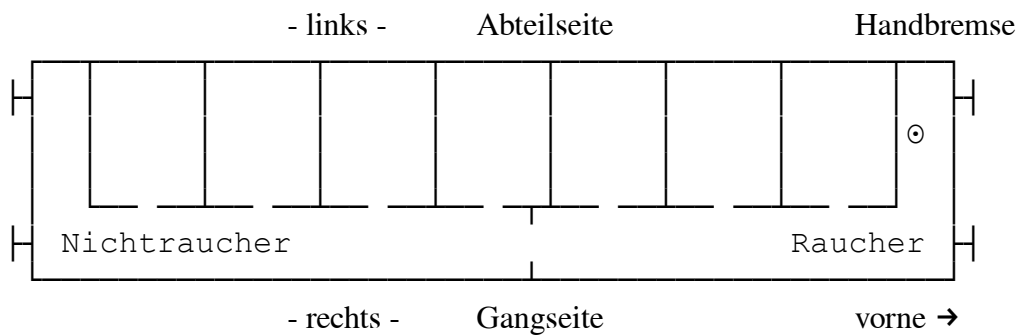 - links - Abteilseite Handbremse
Nichtraucher Raucher
- rechts - Gangseite vorne →